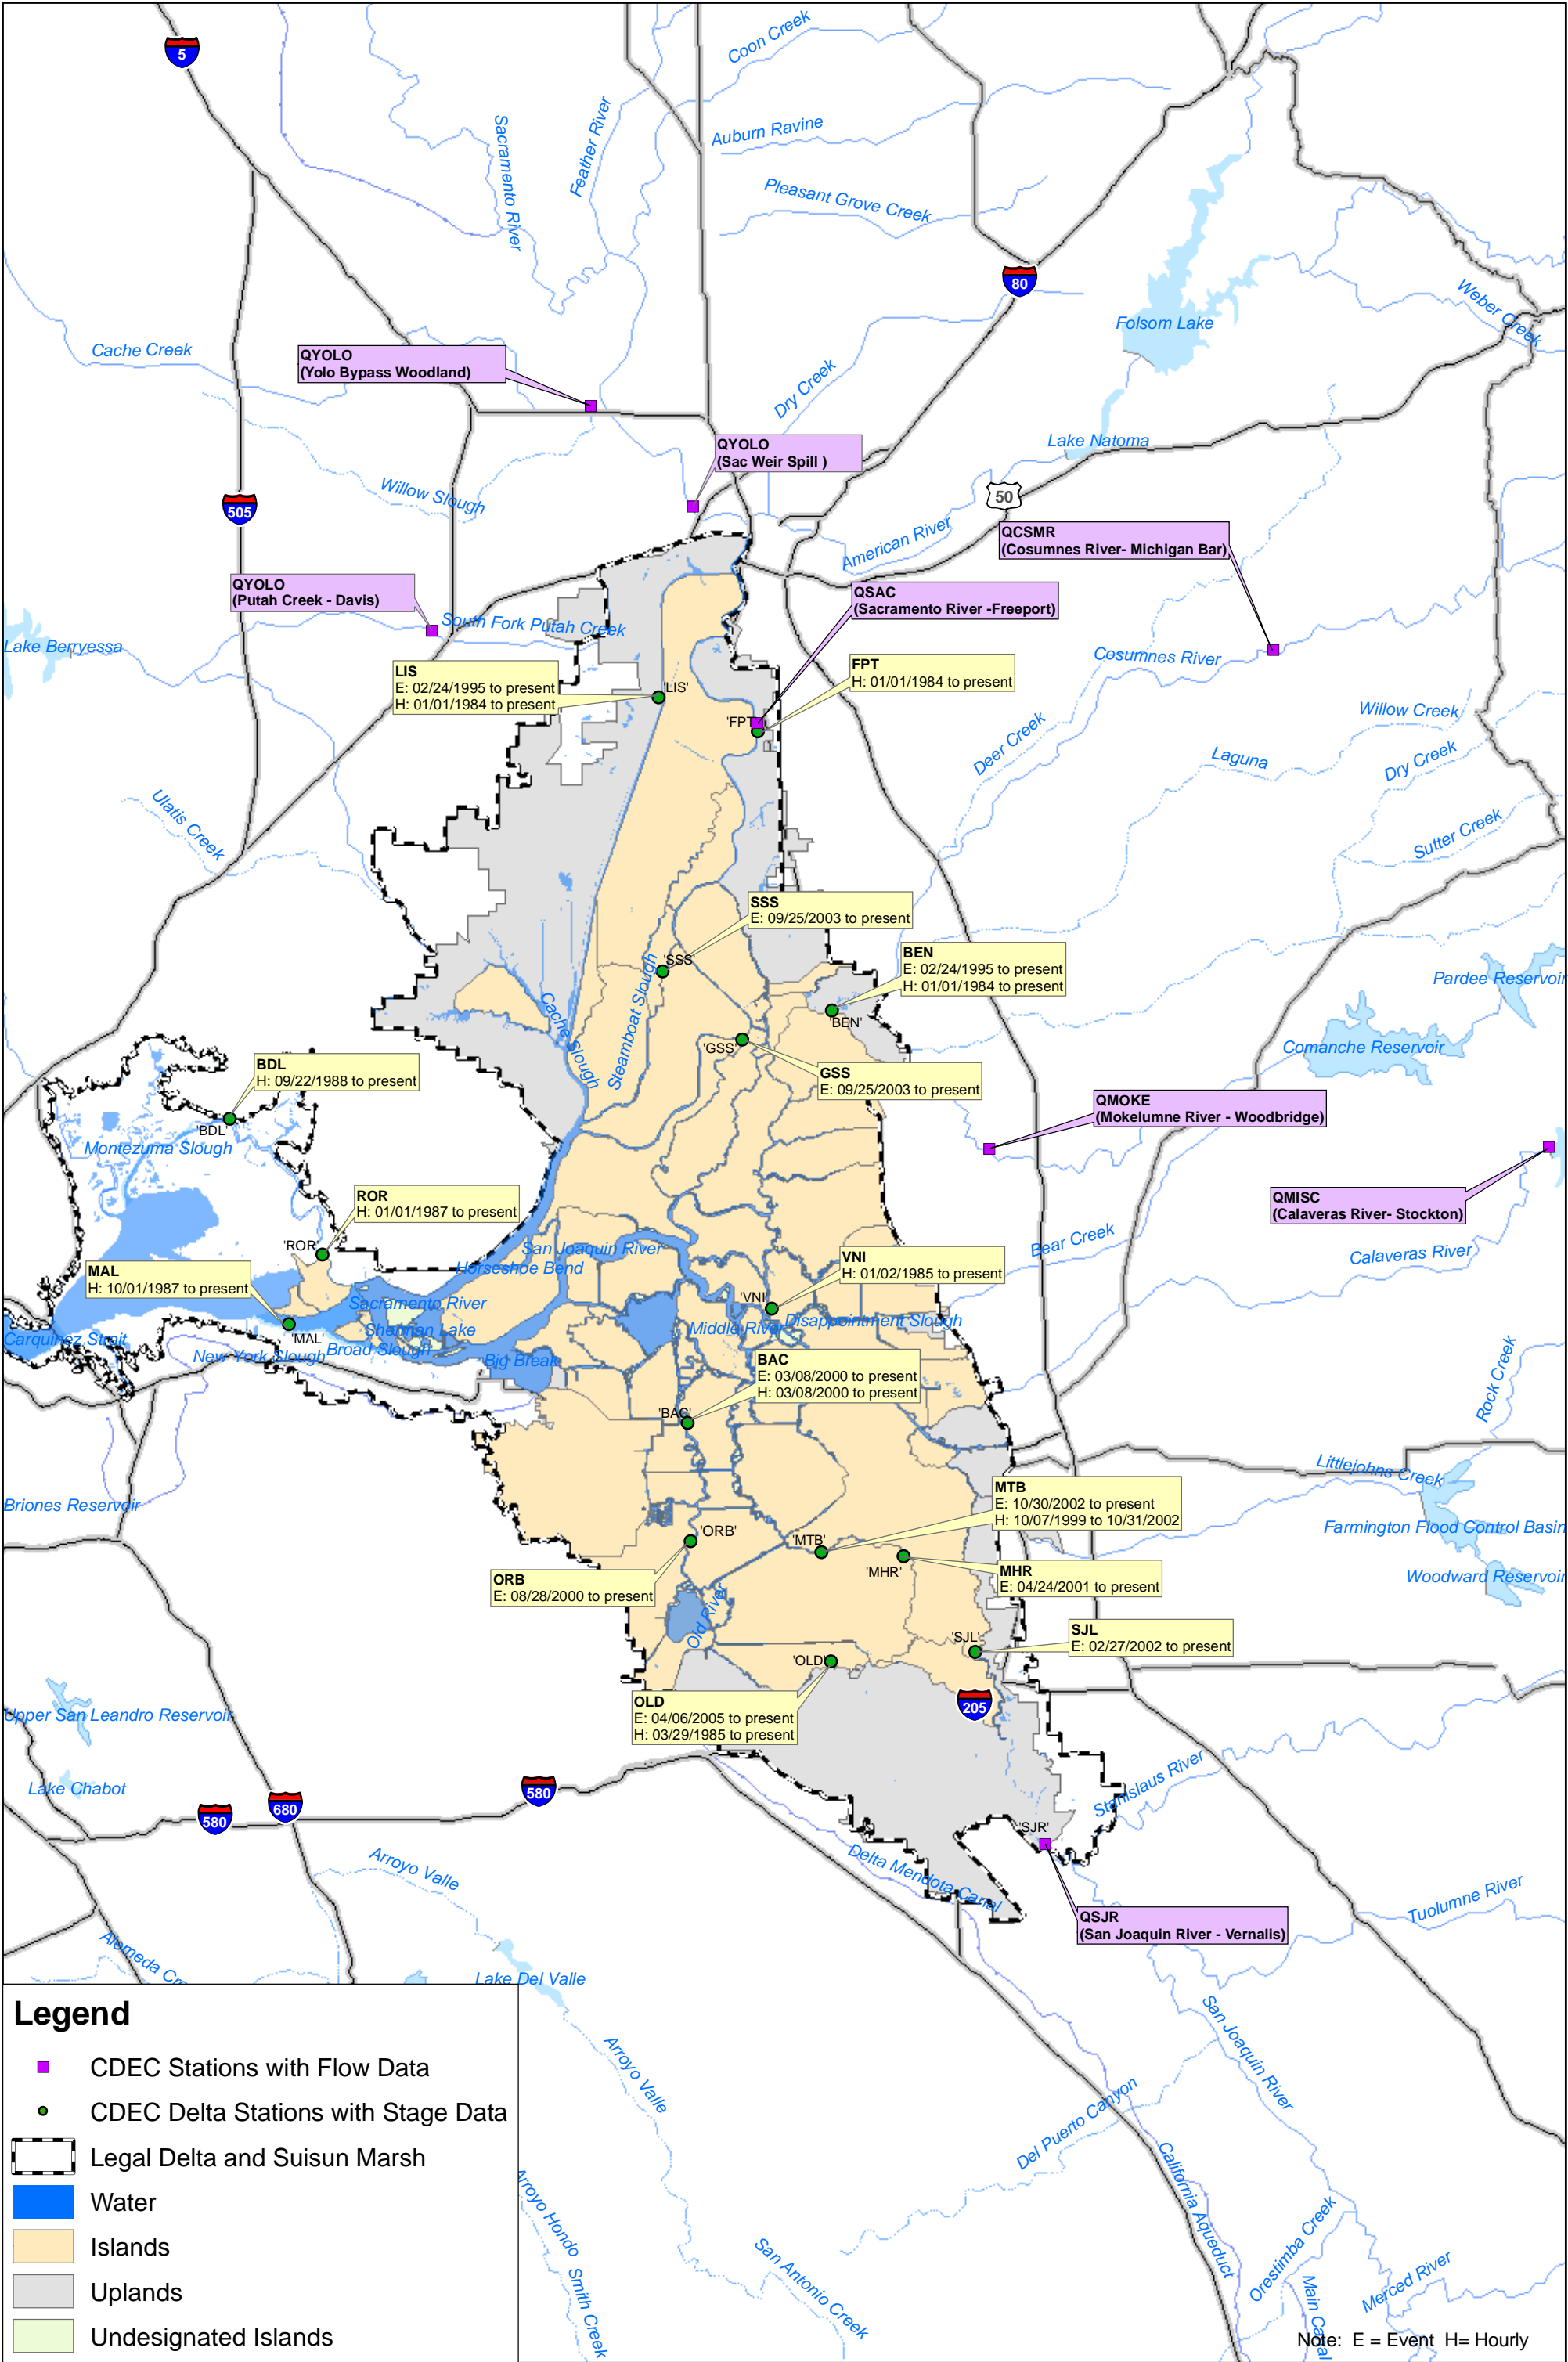 5
Coon Creek
Sacramento River
Feather River
Auburn Ravine
Pleasant Grove Creek
80
Folsom Lake
Weber Creek
Cache Creek
QYOLO
(Yolo Bypass Woodland)
Dry Creek
QYOLO
(Sac Weir Spill )
Lake Natoma
Willow Slough
505
50
American River
QCSMR
(Cosumnes River- Michigan Bar)
QYOLO
(Putah Creek - Davis)
QSAC
(Sacramento River -Freeport)
South Fork Putah Creek
Lake Berryessa
Cosumnes River
LIS
E: 02/24/1995 to present
H: 01/01/1984 to present
'LIS'
FPT
H: 01/01/1984 to present
'FPT
Willow Creek
Deer Creek
Laguna
Dry Creek
Ulatis Creek
Sutter Creek
SSS
E: 09/25/2003 to present
'SSS'
BEN
E: 02/24/1995 to present
H: 01/01/1984 to present
'BEN'
Pardee Reservoir
Cache Slough
Steamboat Slough
'GSS'
GSS
E: 09/25/2003 to present
Comanche Reservoir
BDL
H: 09/22/1988 to present
'BDL'
Montezuma Slough
QMOKE
(Mokelumne River - Woodbridge)
QMISC
(Calaveras River- Stockton)
ROR
H: 01/01/1987 to present
'ROR'
San Joaquin River
Horseshoe Bend
Bear Creek
Calaveras River
MAL
H: 10/01/1987 to present
'MAL'
VNI
H: 01/02/1985 to present
'VNI'
Sacramento River
Sherman Lake
Middle River
Disappointment Slough
Carquinez Strait
New York Slough
Broad Slough
Big Break
BAC
E: 03/08/2000 to present
H: 03/08/2000 to present
'BAC'
Rock Creek
Littlejohns Creek
Briones Reservoir
MTB
E: 10/30/2002 to present
H: 10/07/1999 to 10/31/2002
'ORB'
'MTB'
Farmington Flood Control Basin
'MHR'
MHR
E: 04/24/2001 to present
Woodward Reservoir
ORB
E: 08/28/2000 to present
Old River
SJL
E: 02/27/2002 to present
'SJL'
'OLD'
OLD
E: 04/06/2005 to present
H: 03/29/1985 to present
205
Upper San Leandro Reservoir
Lake Chabot
580
680
580
Stanislaus River
'SJR'
Arroyo Valle
Delta Mendota Canal
QSJR
(San Joaquin River - Vernalis)
Tuolumne River
Alameda Cre
Lake Del Valle
Legend
CDEC Stations with Flow Data
CDEC Delta Stations with Stage Data
Legal Delta and Suisun Marsh
Water
Islands
Uplands
Undesignated Islands
Arroyo Valle
San Joaquin River
Del Puerto Canyon
California Aqueduct
Arroyo Hondo
Smith Creek
San Antonio Creek
Orestimba Creek
Main Canal
Merced River
Note: E = Event H= Hourly